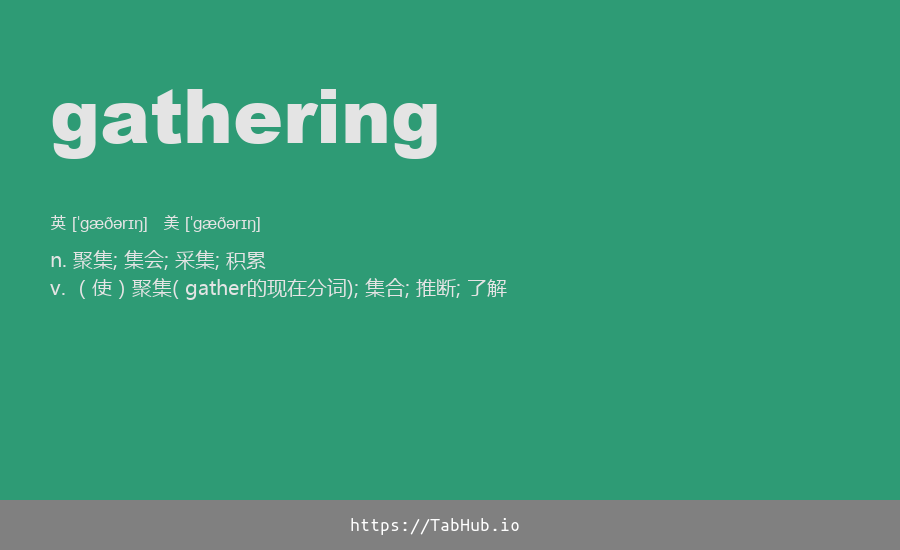 gathering
英 [ˈɡæðərɪŋ] 美 [ˈɡæðərɪŋ]
n. 聚集; 集会; 采集; 积累
v. （使）聚集( gather的现在分词); 集合; 推断; 了解
https://TabHub.io